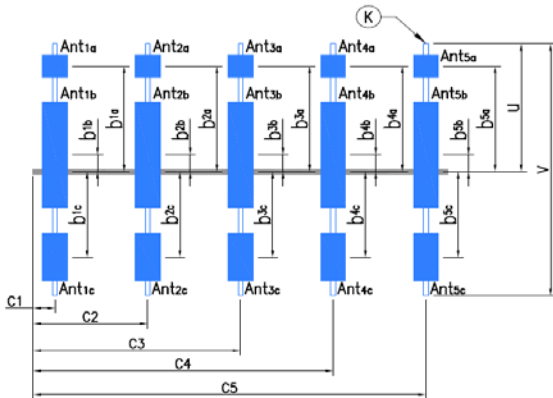 K
Ant1a Ant2a Ant3a Ant4a Ant5a
Ant1b Ant2b Ant3b Ant4b Ant5b
b1a b2a b3a b4a b5a
b1b b2b b3b b4b b5b
u
v
b1c b2c b3c b4c b5c
Ant1c Ant2c Ant3c Ant4c Ant5c
C1
C2
C3
C4
C5